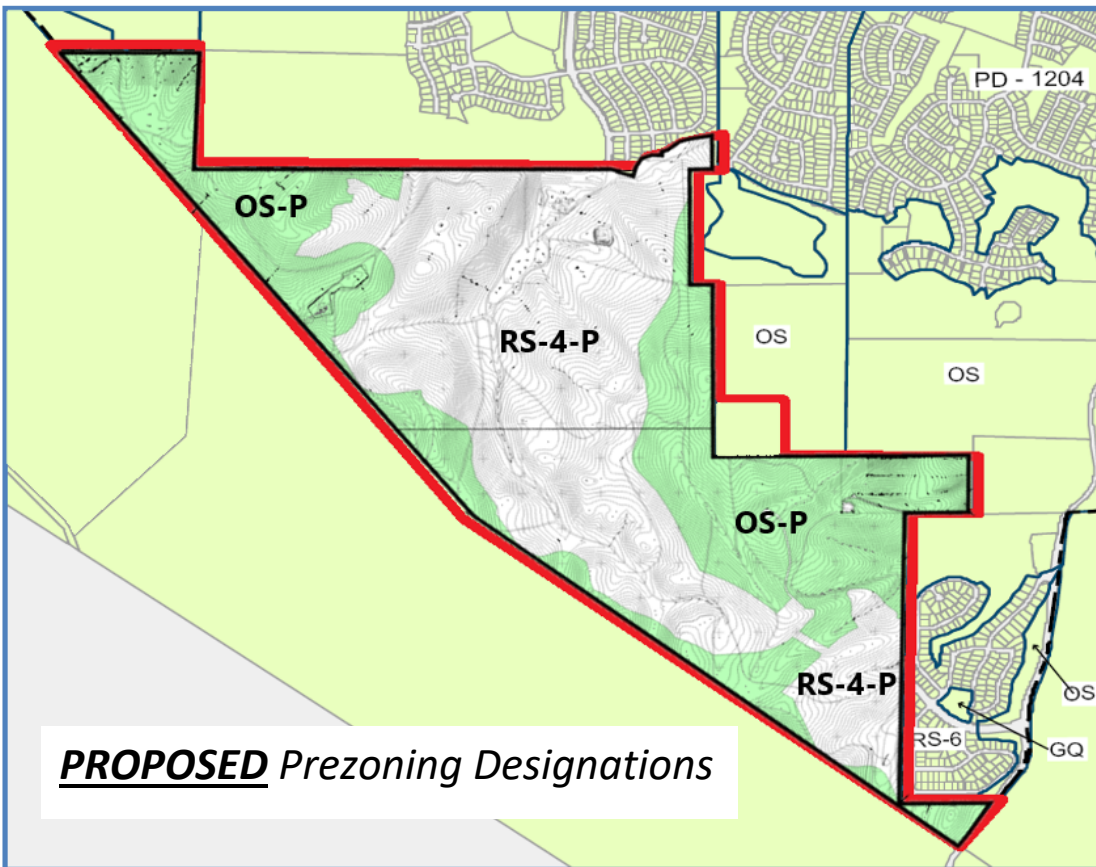 PD - 1204
OS-P
RS-4-P
OS
OS
OS-P
RS-4-P
OS
RS-6
GQ
PROPOSED Prezoning Designations